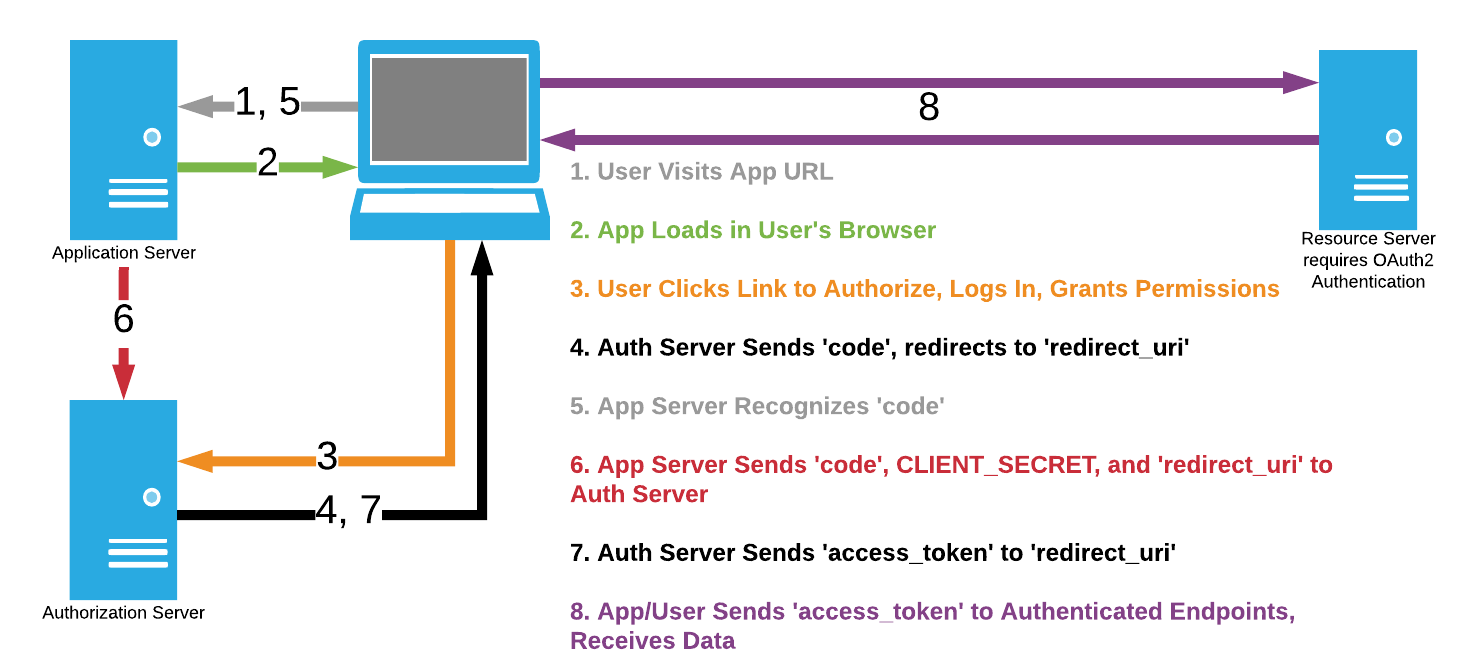 1, 5
8
2
1. User Visits App URL
2. App Loads in User's Browser
Application Server
Resource Server
requires OAuth2
Authentication
3. User Clicks Link to Authorize, Logs In, Grants Permissions
6
4. Auth Server Sends 'code', redirects to 'redirect_uri'
5. App Server Recognizes 'code'
3
6. App Server Sends 'code', CLIENT_SECRET, and 'redirect_uri' to
Auth Server
4, 7
7. Auth Server Sends 'access_token' to 'redirect_uri'
Authorization Server
8. App/User Sends 'access_token' to Authenticated Endpoints,
Receives Data